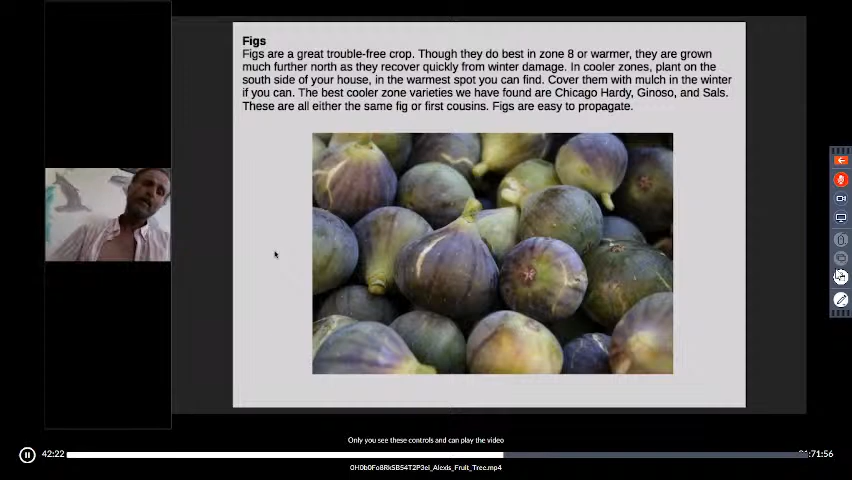 Figs
Figs are a great trouble-free crop. Though they do best in zone 8 or warmer, they are grown
much further north as they recover quickly from winter damage. In cooler zones, plant on the
south side of your house, in the warmest spot you can find. Cover them with mulch in the winter
if you can. The best cooler zone varieties we have found are Chicago Hardy, Ginoso, and Sals.
These are all either the same fig or first cousins. Figs are easy to propagate.
Only you see these controls and can play the video
42:22